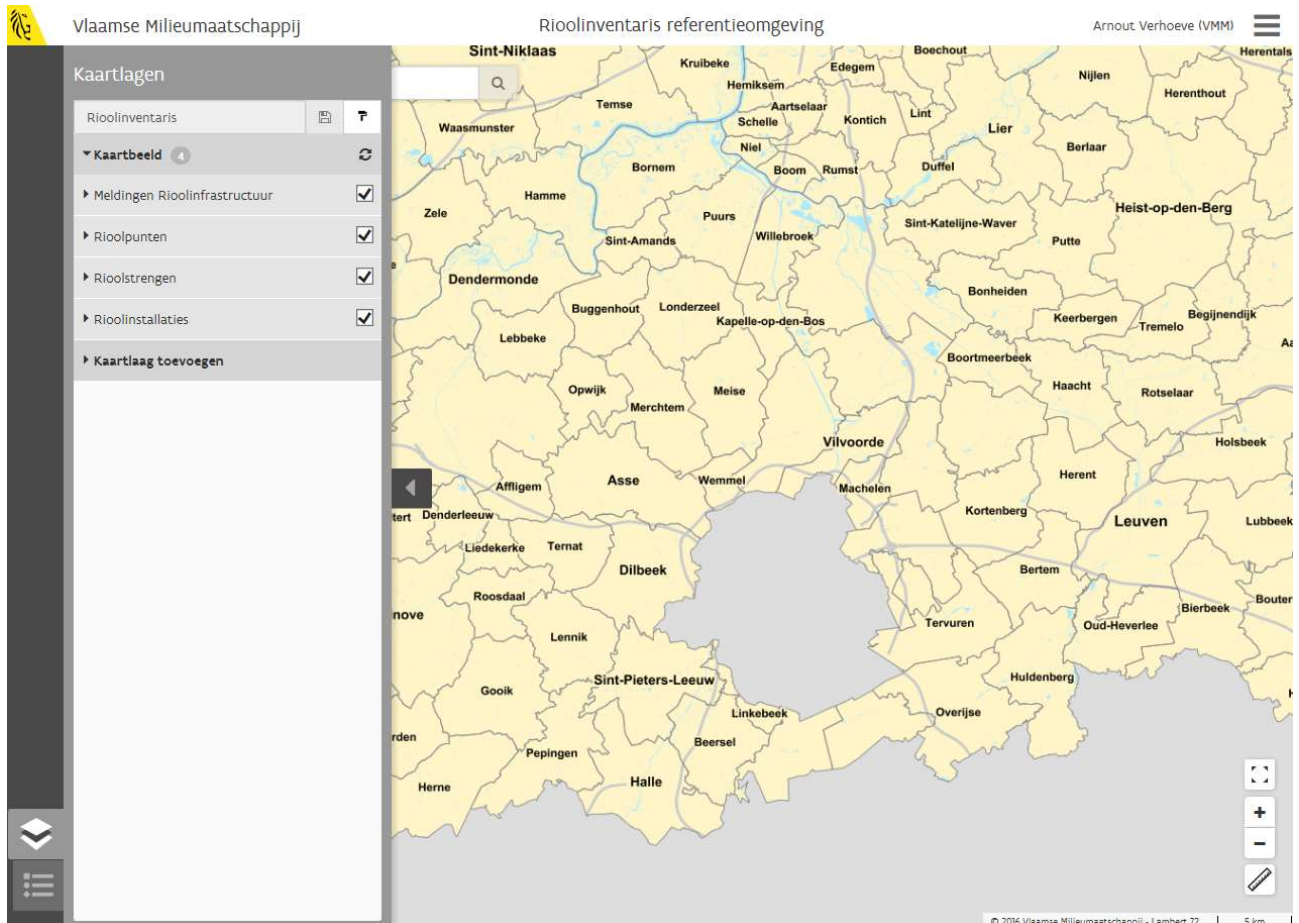 Vlaamse Milieumaatschappij
Rioolinventaris referentieomgeving
Arnout Verhoeve (VMM)
Kaartlagen
Rioolinventaris
Kaartbeeld 4
Meldingen Rioolinfrastructuur
Rioolpunten
Rioolstrengen
Rioolinstallaties
Kaartlaag toevoegen
Sint-Niklaas
Kruibeke
Edegem
Boechout
Herentals
Hemiksem
Nijlen
Herenthout
Temse
Aartselaar
Schelle
Kontich
Lint
Lier
Waasmunster
Niel
Berlaar
Bornem
Boom
Rumst
Duffel
Hamme
Zele
Puurs
Heist-op-den-Berg
Sint-Katelijne-Waver
Sint-Amands
Willebroek
Putte
Dendermonde
Bonheiden
Buggenhout
Londerzeel
Kapelle-op-den-Bos
Keerbergen
Tremelo
Begijnendijk
Lebbeke
Aa
Boortmeerbeek
Haacht
Rotselaar
Opwijk
Merchtem
Meise
Vilvoorde
Holsbeek
Affligem
Asse
Wemmel
Machelen
Herent
tert
Denderleeuw
Kortenberg
Leuven
Lubbeek
Liedekerke
Ternat
Dilbeek
Bertem
Roosdaal
Bierbeek
Bouter
nove
Lennik
Tervuren
Oud-Heverlee
Gooik
Sint-Pieters-Leeuw
Huldenberg
Linkebeek
Overijse
rden
Pepingen
Beersel
Herne
Halle
© 2016 Vlaamse Milieumaatschappij - Lambert 72
5 km